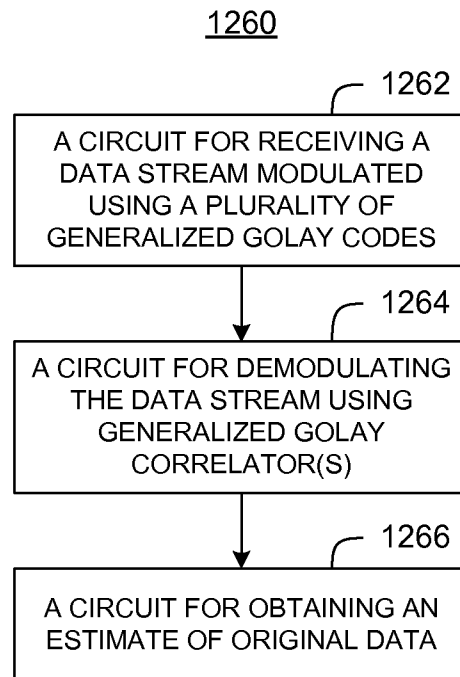 1260
1262
A CIRCUIT FOR RECEIVING A
DATA STREAM MODULATED
USING A PLURALITY OF
GENERALIZED GOLAY CODES
1264
A CIRCUIT FOR DEMODULATING
THE DATA STREAM USING
GENERALIZED GOLAY
CORRELATOR(S)
1266
A CIRCUIT FOR OBTAINING AN
ESTIMATE OF ORIGINAL DATA